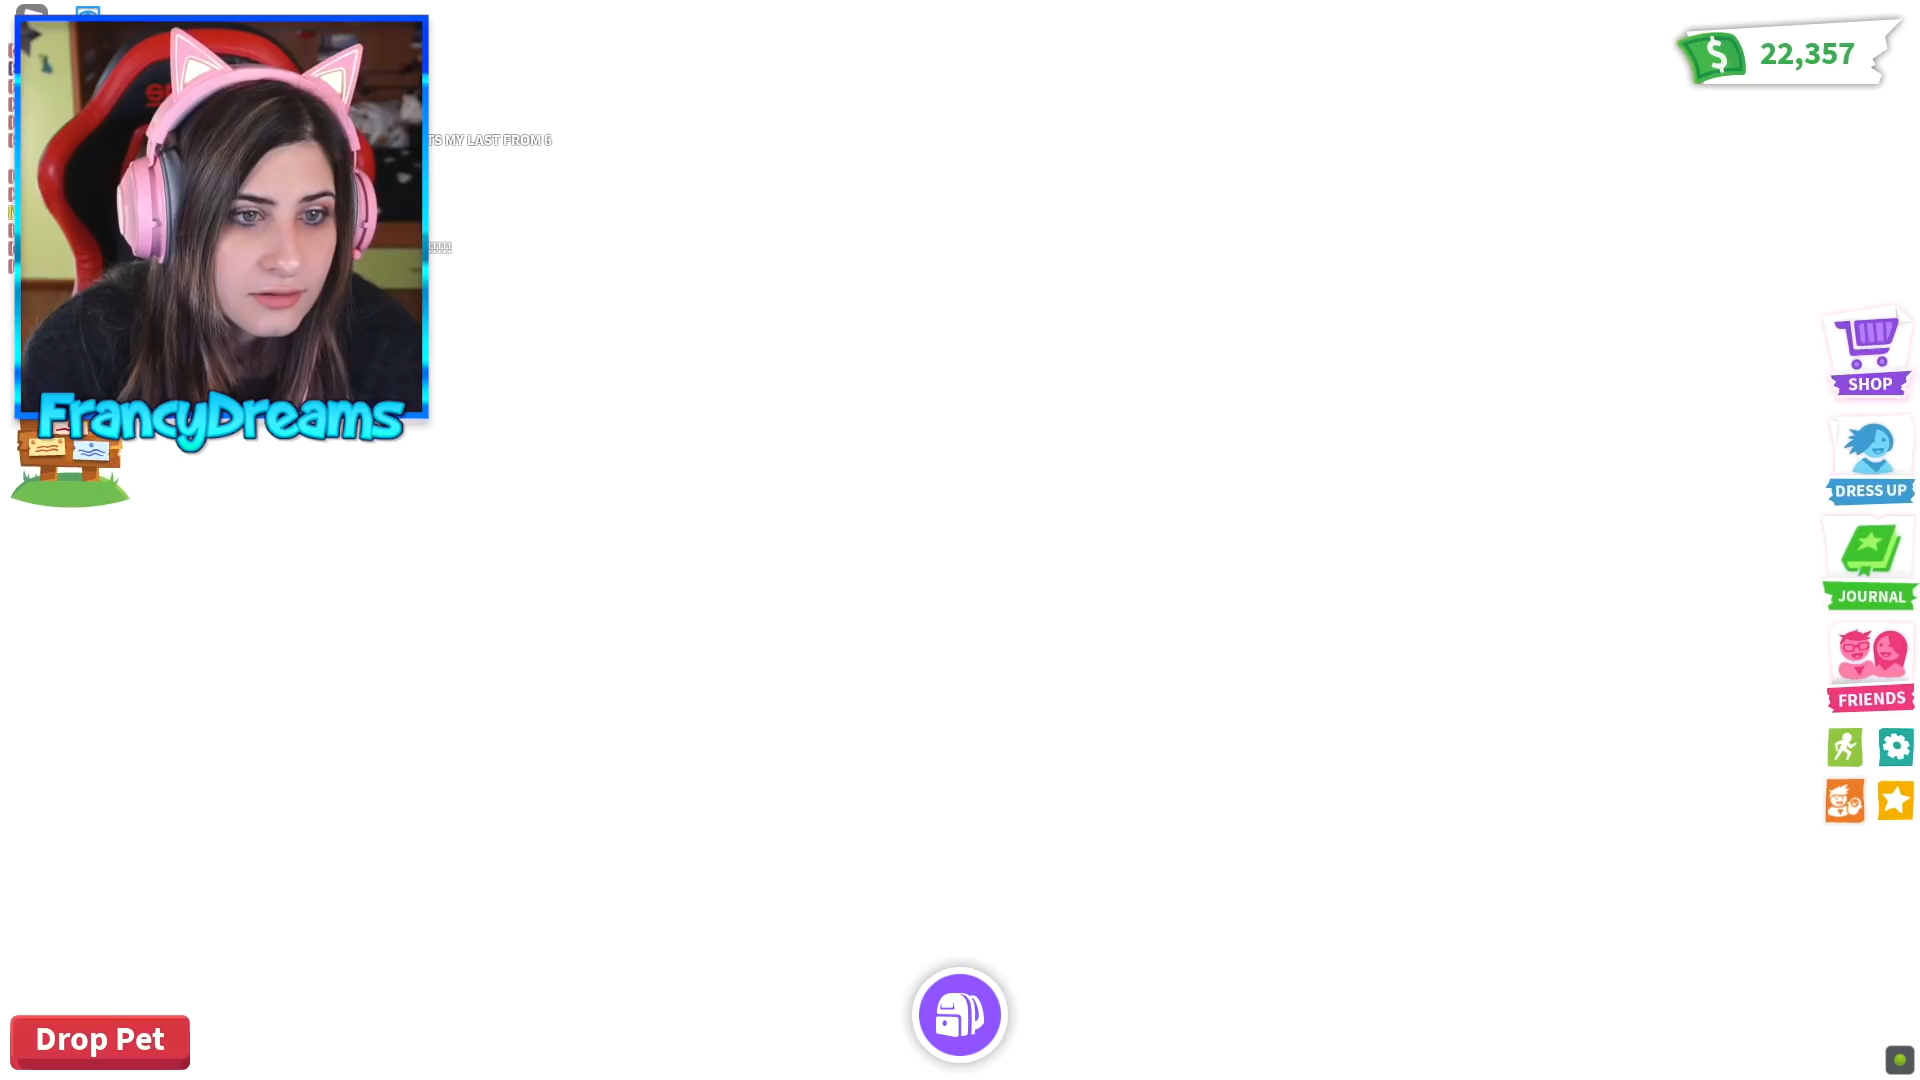 22,357
TS MY LAST FROM 6
!!!!!
FrancyDreams
SHOP
DRESS UP
JOURNAL
FRIENDS
Drop Pet